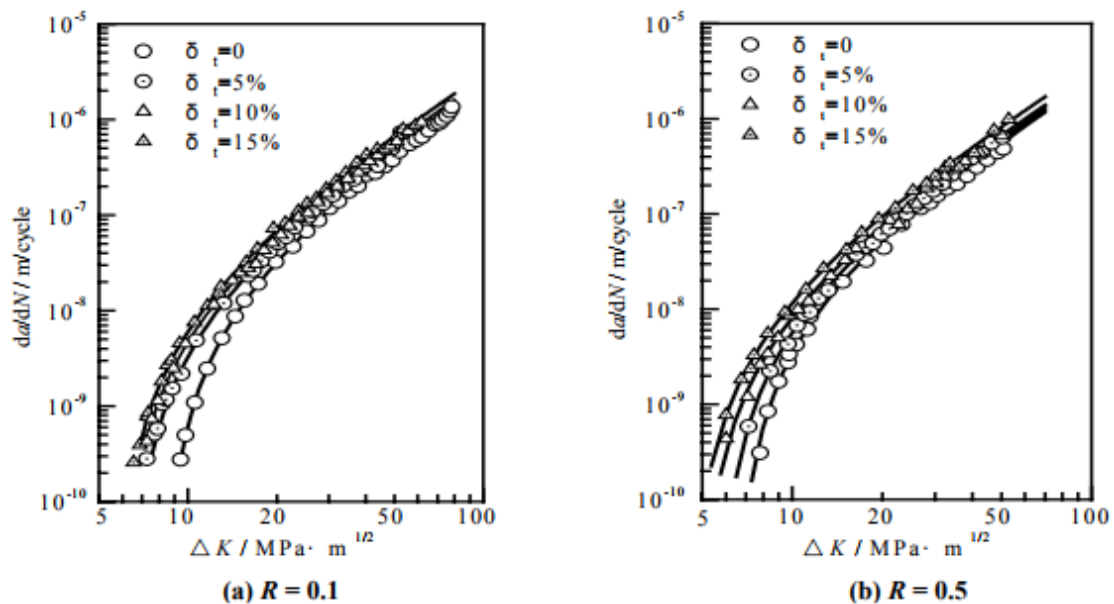 10⁻⁵
10⁻⁶
10⁻⁷
10⁻⁸
10⁻⁹
10⁻¹⁰
da/dN / m/cycle
δ t=0
δ t=5%
δ t=10%
δ t=15%
5 10 20 50 100
△ K / MPa· m 1/2
(a) R = 0.1
10⁻⁵
10⁻⁶
10⁻⁷
10⁻⁸
10⁻⁹
10⁻¹⁰
da/dN / m/cycle
δ t=0
δ t=5%
δ t=10%
δ t=15%
5 10 20 50 100
△ K / MPa· m 1/2
(b) R = 0.5